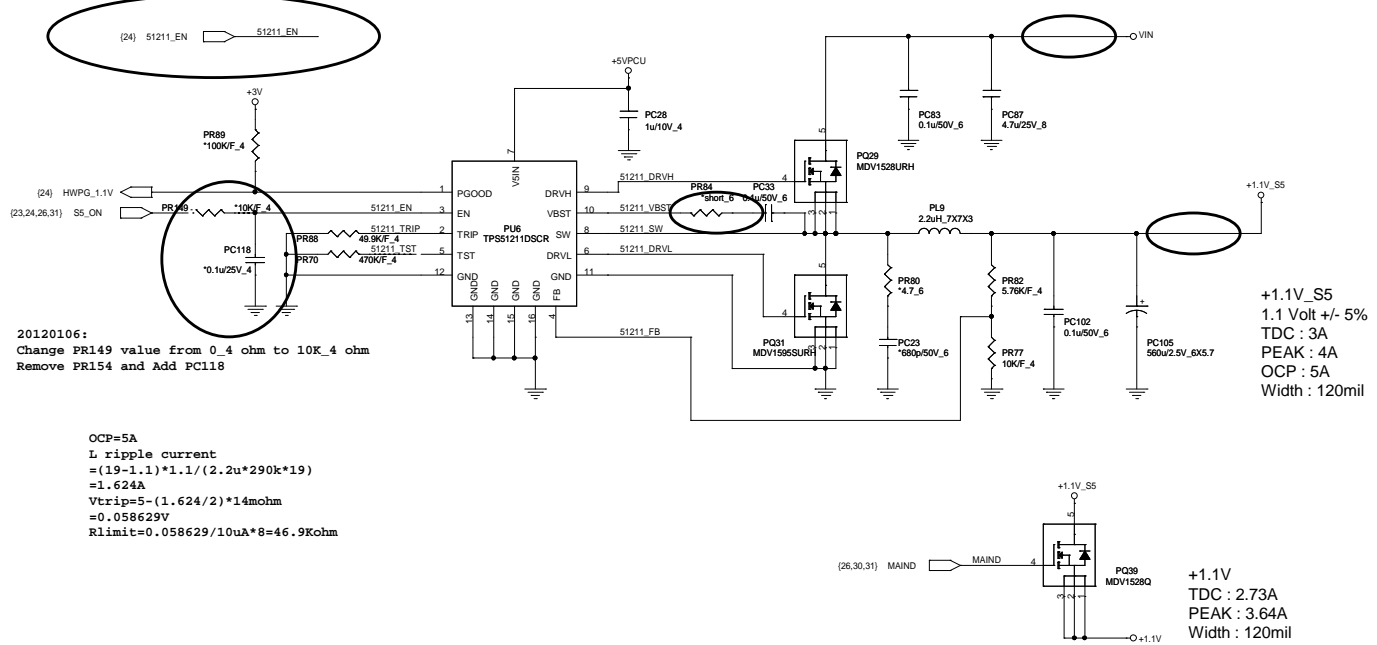 {24} 51211_EN 51211_EN
VIN
+5VPCU
+3V
PC28
1u/10V_4
PC83
0.1u/50V_6
PC87
4.7u/25V_8
PR89
*100K/F_4
5
PQ29
MDV1528URH
7
V5IN
{24} HWPG_1.1V
1
PGOOD
DRVH
9
51211_DRVH
4
PR84
*short_6
PC33
0.1u/50V_6
+1.1V_S5
{23,24,26,31} S5_ON
PR149
*10K/F_4
51211_EN
3
EN
VBST
10
51211_VBST
3
2
1
PL9
2.2uH_7X7X3
51211_TRIP
2
TRIP
PU6
TPS51211DSCR
SW
8
51211_SW
PR88
49.9K/F_4
51211_TST
5
TST
DRVL
6
51211_DRVL
5
PC118
*0.1u/25V_4
PR70
470K/F_4
12
GND
GND
11
GND
GND
GND
GND
FB
13
14
15
16
4
51211_FB
4
PQ31
MDV1595SURH
3
2
1
PR80
*4.7_6
PC23
*680p/50V_6
PR82
5.76K/F_4
PR77
10K/F_4
PC102
0.1u/50V_6
+
PC105
560u/2.5V_6X5.7
+1.1V_S5
1.1 Volt +/- 5%
TDC : 3A
PEAK : 4A
OCP : 5A
Width : 120mil
20120106:
Change PR149 value from 0_4 ohm to 10K_4 ohm
Remove PR154 and Add PC118
OCP=5A
L ripple current
=(19-1.1)*1.1/(2.2u*290k*19)
=1.624A
Vtrip=5-(1.624/2)*14mohm
=0.058629V
Rlimit=0.058629/10uA*8=46.9Kohm
+1.1V_S5
5
{26,30,31} MAIND
MAIND
4
PQ39
MDV1528Q
3
2
1
+1.1V
+1.1V
TDC : 2.73A
PEAK : 3.64A
Width : 120mil